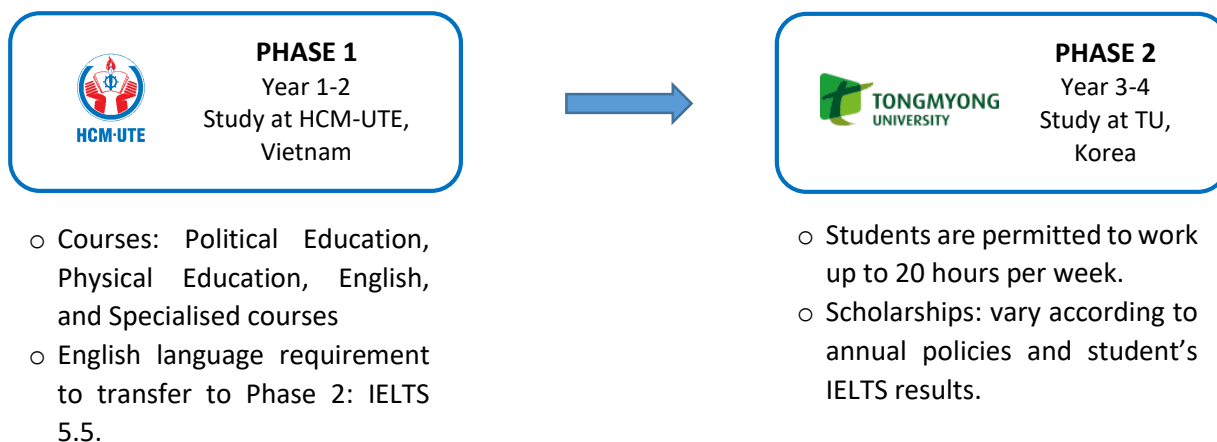 PHASE 1
Year 1-2
Study at HCM-UTE,
Vietnam
HCM·UTE
PHASE 2
Year 3-4
Study at TU,
Korea
TONGMYONG
UNIVERSITY
o Courses: Political Education,
Physical Education, English,
and Specialised courses
o English language requirement
to transfer to Phase 2: IELTS
5.5.
o Students are permitted to work
up to 20 hours per week.
o Scholarships: vary according to
annual policies and student’s
IELTS results.